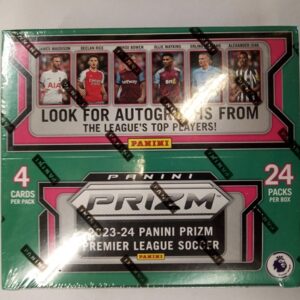 JAMES MADDISON DECLAN RICE JARROD BOWEN OLLIE WATKINS ERLING HAALAND ALEXANDER ISAK
LOOK FOR AUTOGRAPHS FROM
THE LEAGUE'S TOP PLAYERS!
PANINI
4
CARDS
PER PACK
PANINI
PRIZM
2023-24 PANINI PRIZM
PREMIER LEAGUE SOCCER
PANINI
24
PACKS
PER BOX